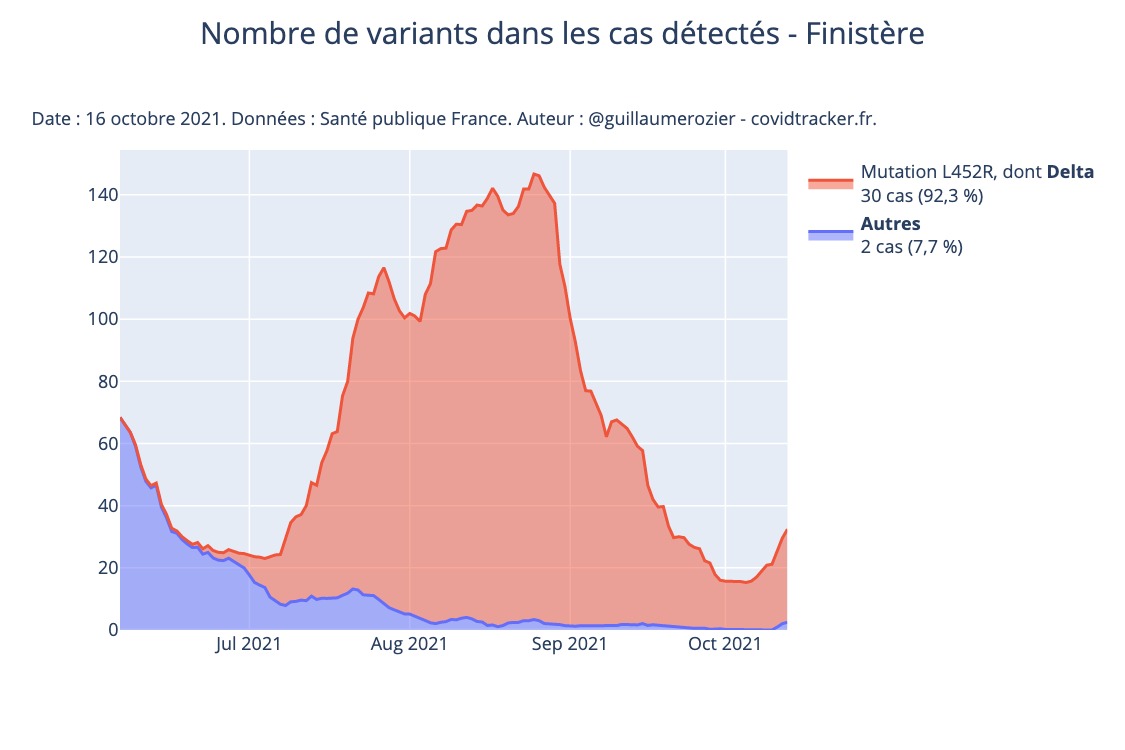 Nombre de variants dans les cas détectés - Finistère
Date : 16 octobre 2021. Données : Santé publique France. Auteur : @guillaumerozier - covidtracker.fr.
Mutation L452R, dont Delta
30 cas (92,3 %)
Autres
2 cas (7,7 %)
140
120
100
80
60
40
20
0
Jul 2021
Aug 2021
Sep 2021
Oct 2021